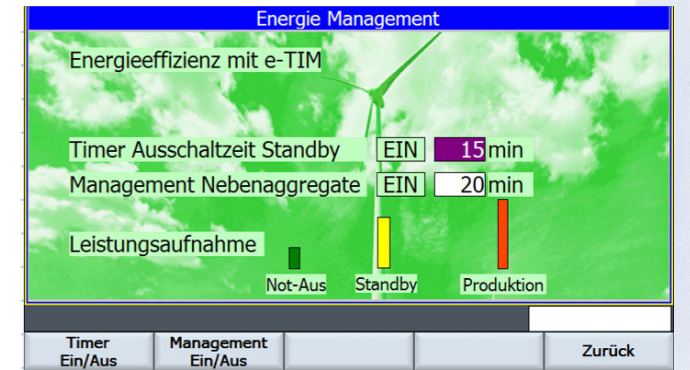 Energie Management
Energieeffizienz mit e-TIM
Timer Ausschaltzeit Standby EIN 15 min
Management Nebenaggregate EIN 20 min
Leistungsaufnahme
Not-Aus Standby Produktion
Timer Ein/Aus Management Ein/Aus Zurück